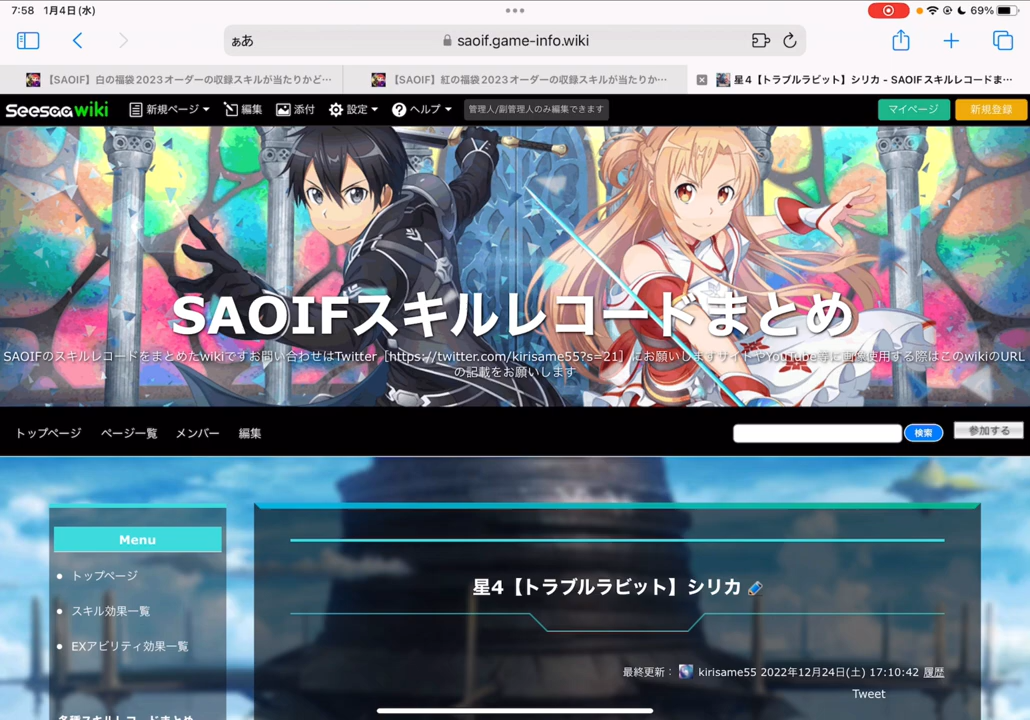 7:58 1月4日(水)
69%
ぁあ
saoif.game-info.wiki
【SAOIF】白の福袋2023オーダーの収録スキルが当たりかど…
【SAOIF】紅の福袋2023オーダーの収録スキルが当たりか…
星4【トラブルラビット】シリカ - SAOIFスキルレコードま…
Seesaa wiki
新規ページ
編集
添付
設定
ヘルプ
管理人/副管理人のみ編集できます
マイページ
新規登録
SAOIFスキルレコードまとめ
SAOIFのスキルレコードをまとめたwikiですお問い合わせはTwitter［https://twitter.com/kirisame55?s=21］にお願いしますサイトやYouTube等に画像使用する際はこのwikiのURL
の記載をお願いします
トップページ
ページ一覧
メンバー
編集
検索
参加する
Menu
トップページ
スキル効果一覧
EXアビリティ効果一覧
各種スキルレコードまとめ
星4【トラブルラビット】シリカ
最終更新： kirisame55 2022年12月24日(土) 17:10:42 履歴
Tweet